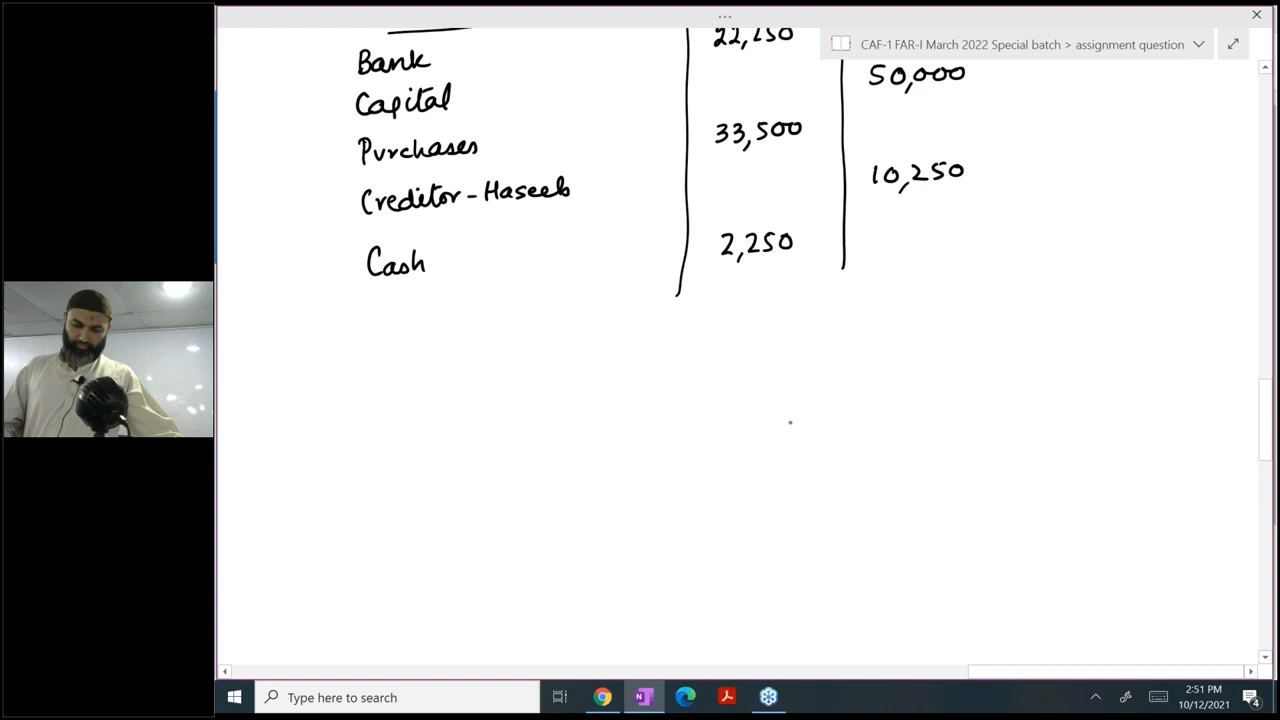 CAF-1 FAR-I March 2022 Special batch > assignment question
Bank 22,250
Capital 50,000
Purchases 33,500
Creditor - Haseeb 10,250
Cash 2,250
Type here to search
2:51 PM
10/12/2021
4